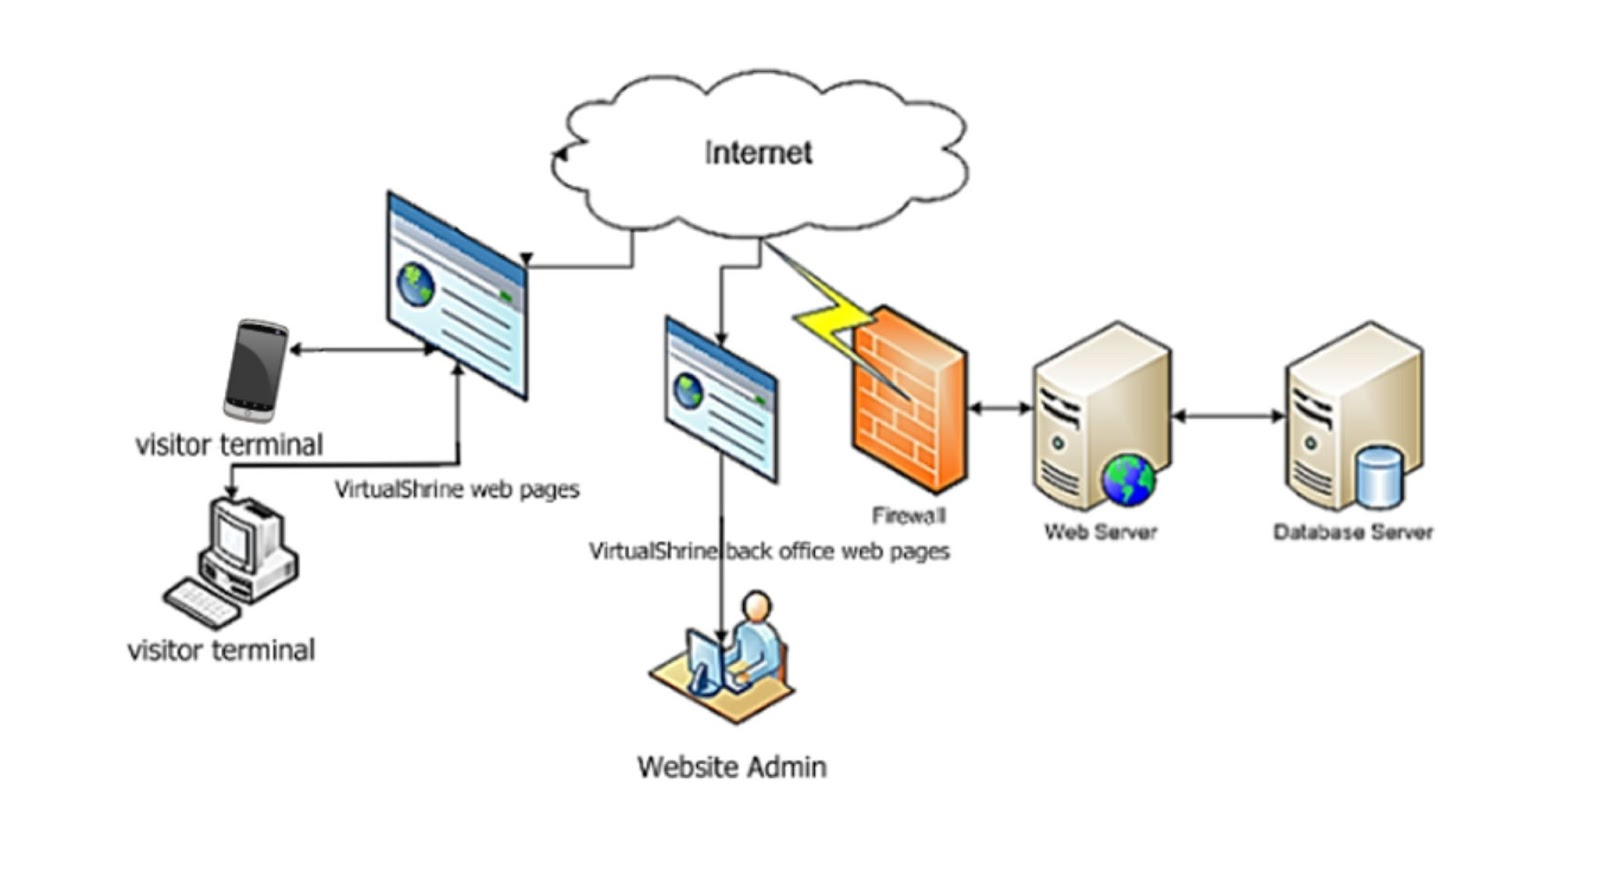 Internet
visitor terminal
VirtualShrine web pages
Firewall
Web Server
Database Server
VirtualShrine back office web pages
visitor terminal
Website Admin